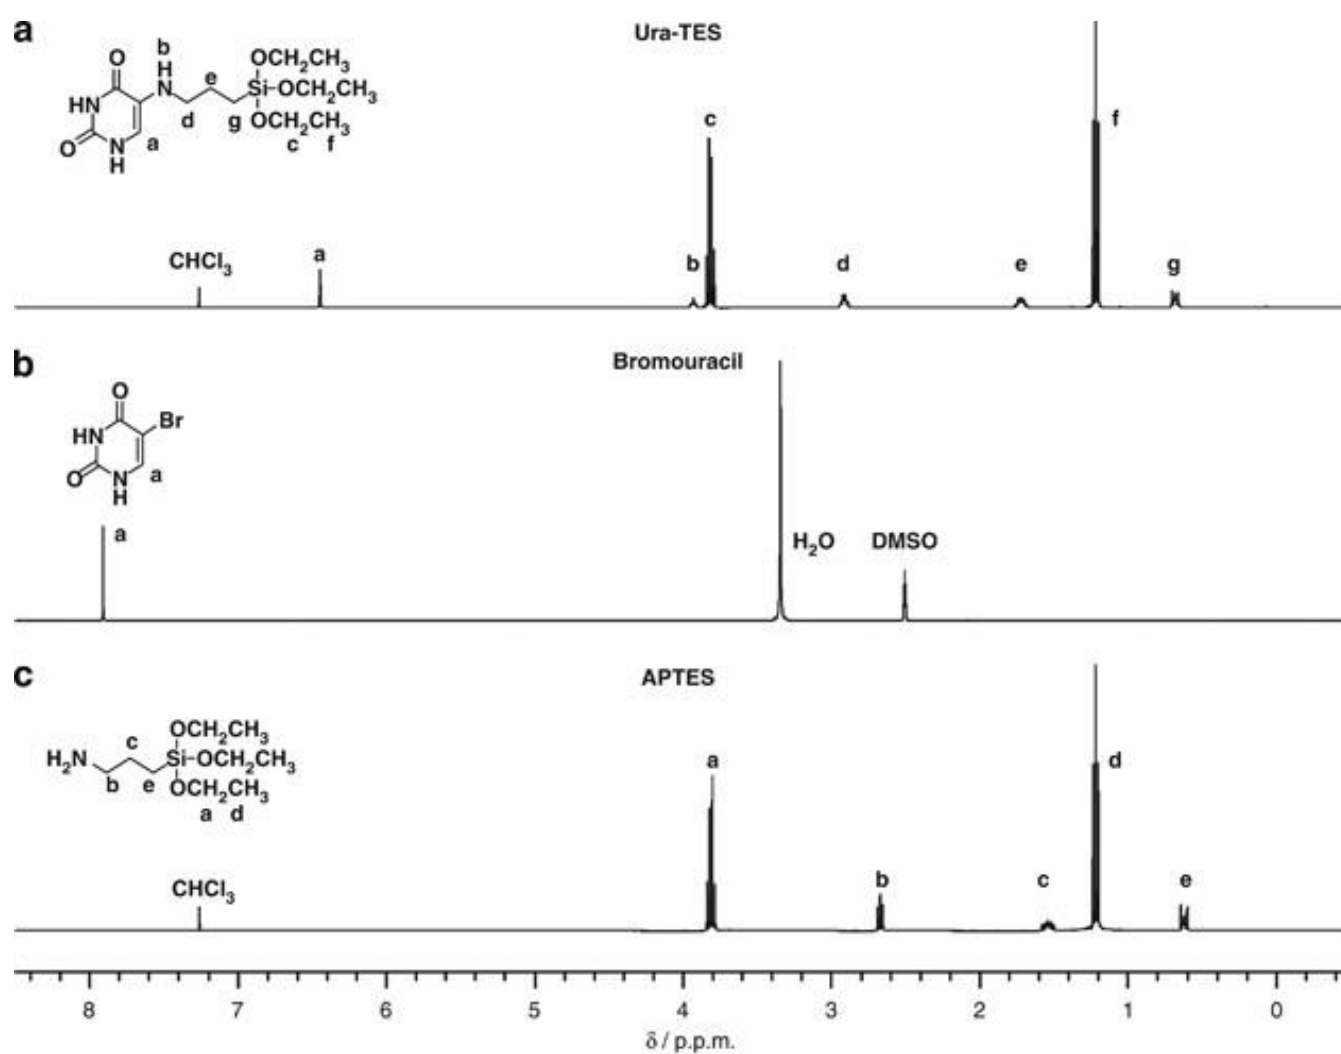 a
Ura-TES
O
b
H
N
HN
O
N
H
a
d
e
g
Si
OCH₂CH₃
OCH₂CH₃
OCH₂CH₃
c f
CHCl₃
a
b
c
d
e
f
g
b
Bromouracil
O
Br
HN
O
N
H
a
a
H₂O
DMSO
c
APTES
H₂N
b
c
e
Si
OCH₂CH₃
OCH₂CH₃
OCH₂CH₃
a d
CHCl₃
a
b
c
d
e
8 7 6 5 4 3 2 1 0
δ / p.p.m.